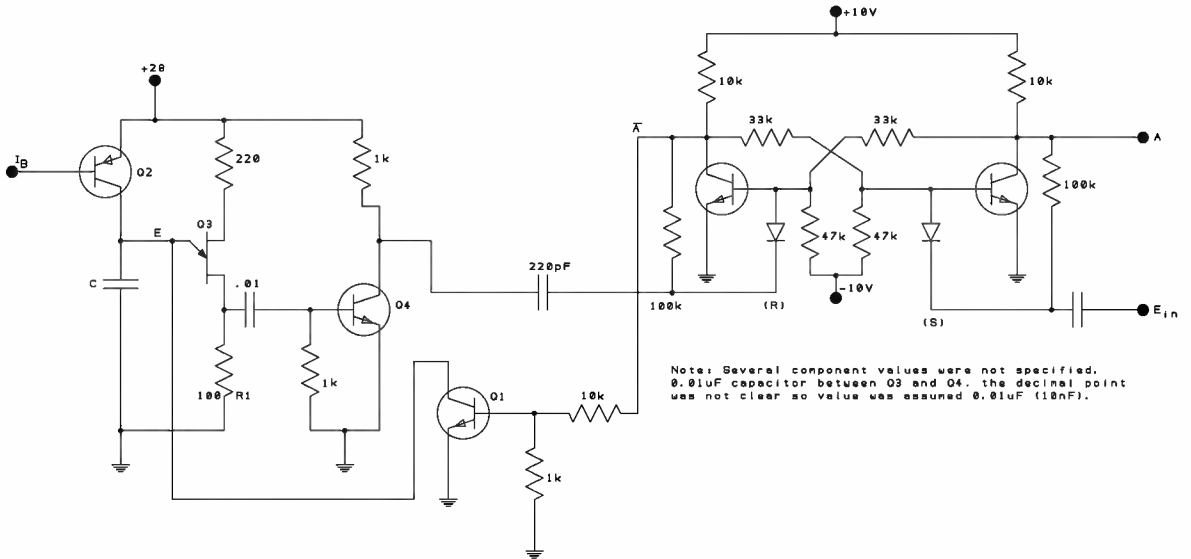 +10V
10k
10k
+28
33k
33k
A
A
1k
IB
Q2
220
100k
Q3
E
47k
47k
220pF
C
.01
-10V
Q4
100k
(R)
Ein
(S)
100 R1
1k
Note: Several component values were not specified.
0.01uF capacitor between Q3 and Q4. the decimal point
was not clear so value was assumed 0.01uF (10nF).
Q1
10k
1k